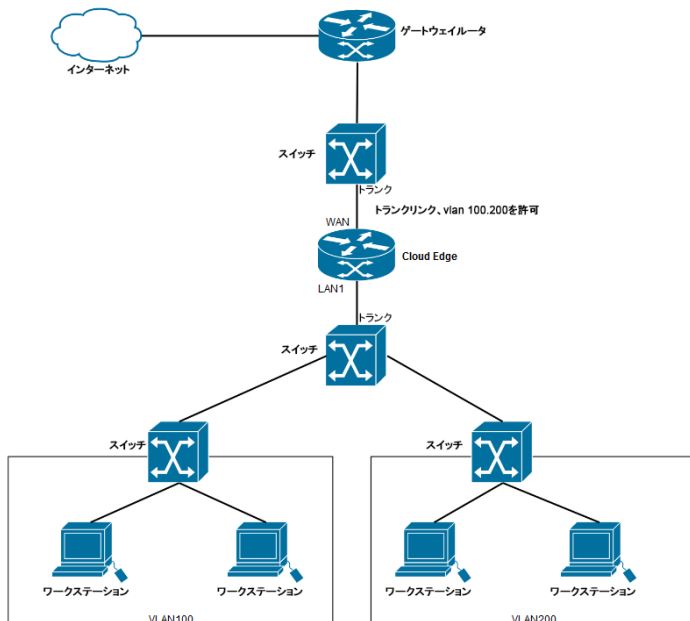 ゲートウェイルータ
インターネット
スイッチ
トランク
トランクリンク、vlan 100.200を許可
WAN
Cloud Edge
LAN1
トランク
スイッチ
スイッチ
スイッチ
ワークステーション
ワークステーション
ワークステーション
ワークステーション
VLAN100
VLAN200